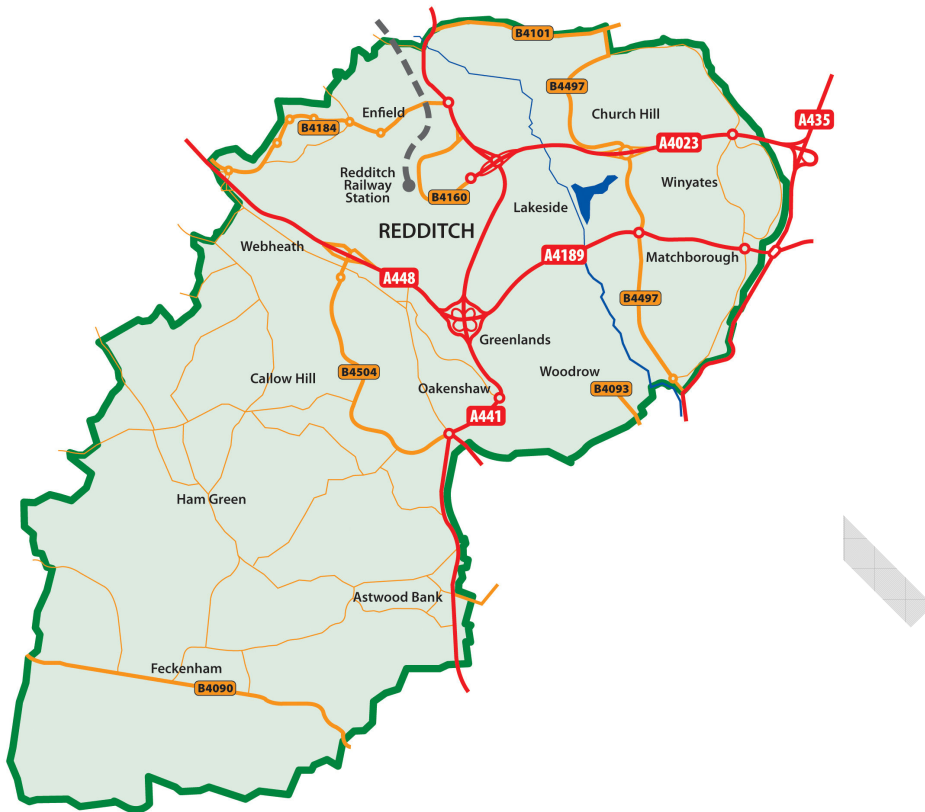 B4101
B4497
Church Hill
A435
Enfield
B4184
A4023
Redditch
Railway
Station
Winyates
B4160
Lakeside
REDDITCH
Webheath
A4189
Matchborough
A448
B4497
Greenlands
B4504
Woodrow
Callow Hill
Oakenshaw
B4093
A441
Ham Green
Astwood Bank
Feckenham
B4090